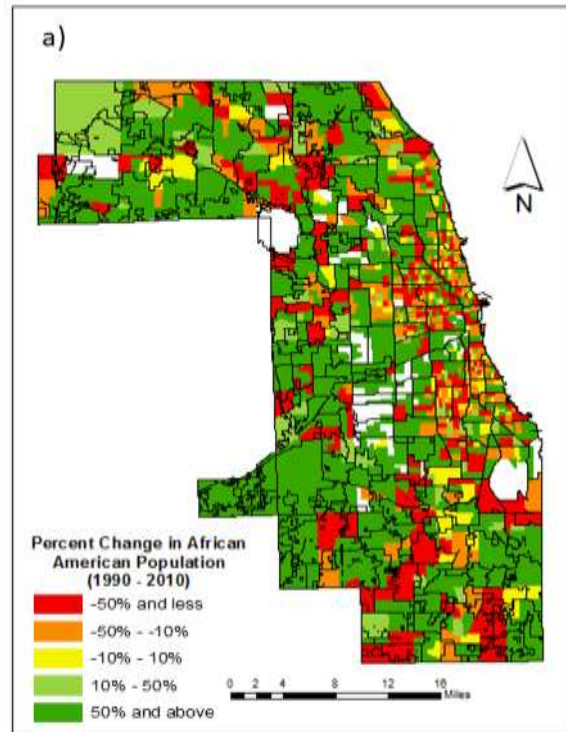 a)
N
Percent Change in African
American Population
(1990 - 2010)
-50% and less
-50% - -10%
-10% - 10%
10% - 50%
50% and above
0 2 4 8 12 16
Miles